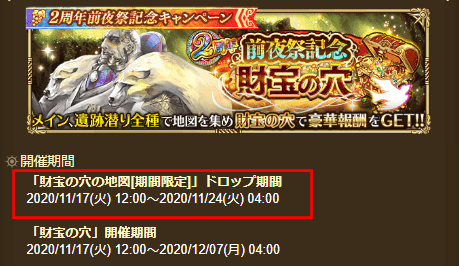 2周年前夜祭記念キャンペーン
2周年
前夜祭記念
財宝の穴
メイン、遺跡潜り全種で地図を集め財宝の穴で豪華報酬をGET!!
開催期間
「財宝の穴の地図[期間限定]」ドロップ期間
2020/11/17(火) 12:00～2020/11/24(火) 04:00
「財宝の穴」開催期間
2020/11/17(火) 12:00～2020/12/07(月) 04:00